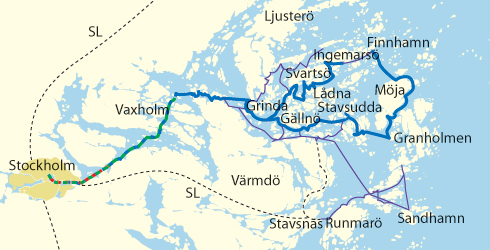 Ljusterö
SL
Finnhamn
Ingemarsö
Svartsö
Möja
Lådna
Grinda
Stavsudda
Vaxholm
Gällnö
Granholmen
Stockholm
Värmdö
SL
Sandhamn
Stavsnäs
Runmarö